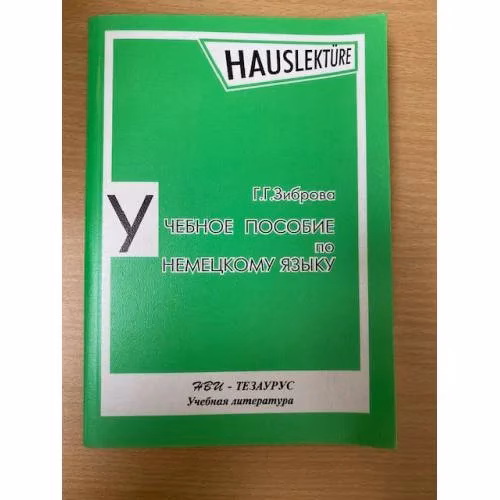 HAUSLEKTÜRE
Г.Г.Зиброва
УЧЕБНОЕ ПОСОБИЕ
по
НЕМЕЦКОМУ ЯЗЫКУ
НВИ - ТЕЗАУРУС
Учебная литература